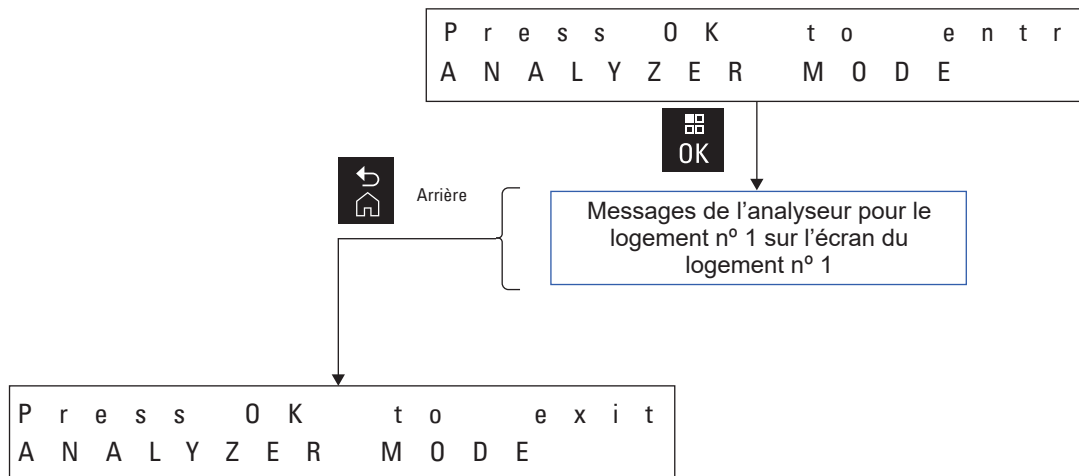 Press OK to entr
ANALYZER MODE
OK
Arrière
Messages de l’analyseur pour le
logement nº 1 sur l’écran du
logement nº 1
Press OK to exit
ANALYZER MODE